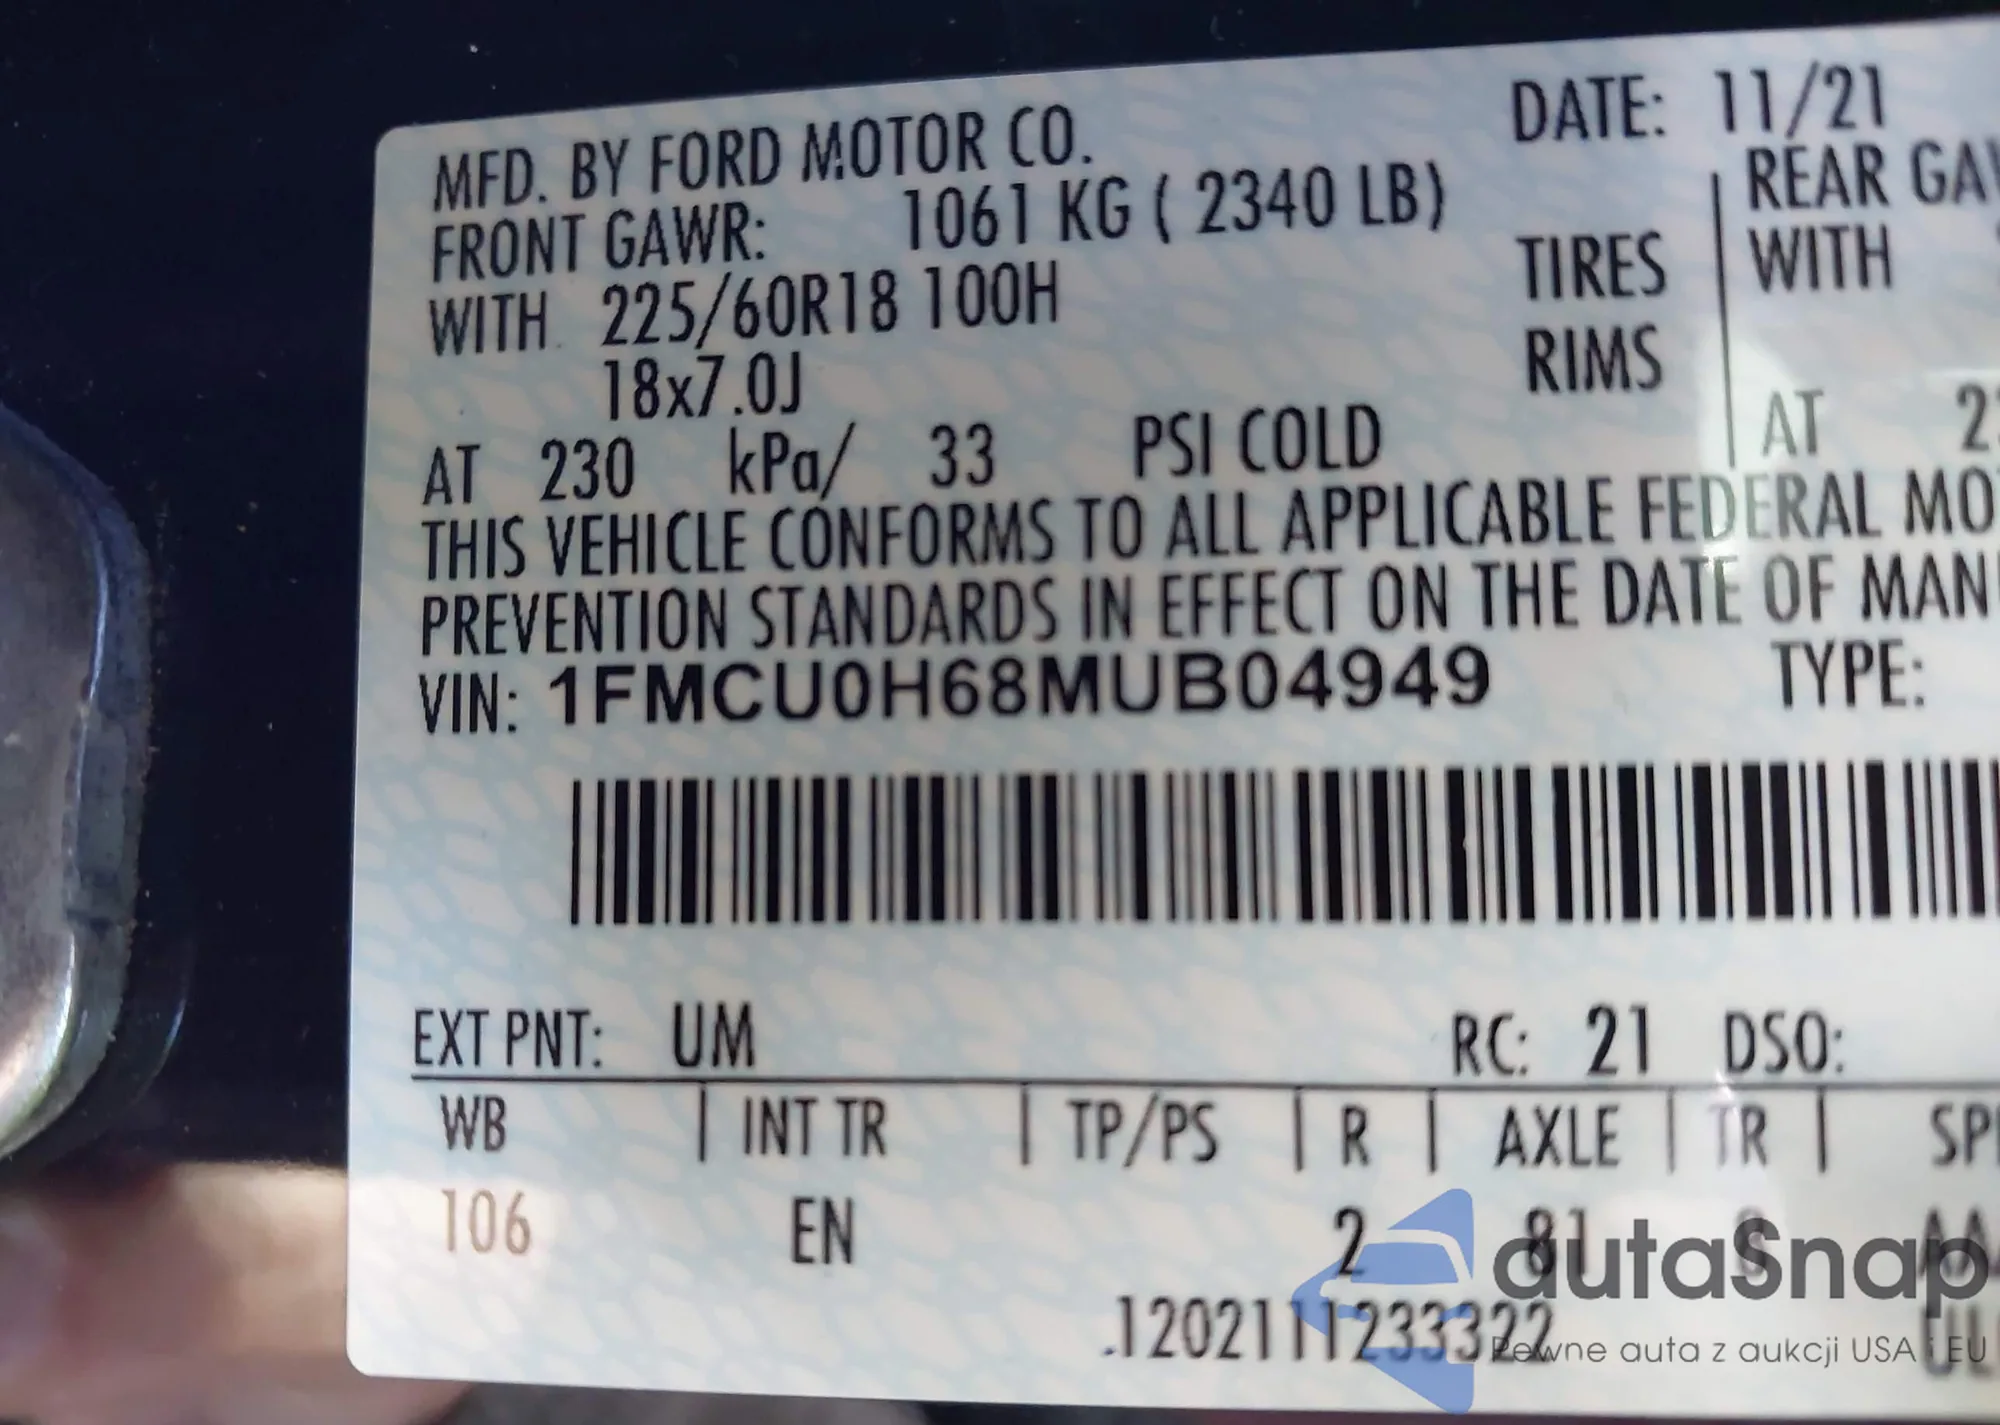 MFD. BY FORD MOTOR CO. DATE: 11/21
FRONT GAWR: 1061 KG ( 2340 LB) REAR
WITH 225/60R18 100H TIRES WITH
18x7.0J RIMS
AT 230 kPa/ 33 PSI COLD AT
THIS VEHICLE CONFORMS TO ALL APPLICABLE FEDERAL
PREVENTION STANDARDS IN EFFECT ON THE DATE OF
VIN: 1FMCU0H68MUB04949 TYPE:
EXT PNT: UM RC: 21 DSO:
WB | INT TR | TP/PS | R | AXLE | TR |
106 EN 2 81
.1202111233322
autaSnap
Pewne auta z aukcji USA i EU